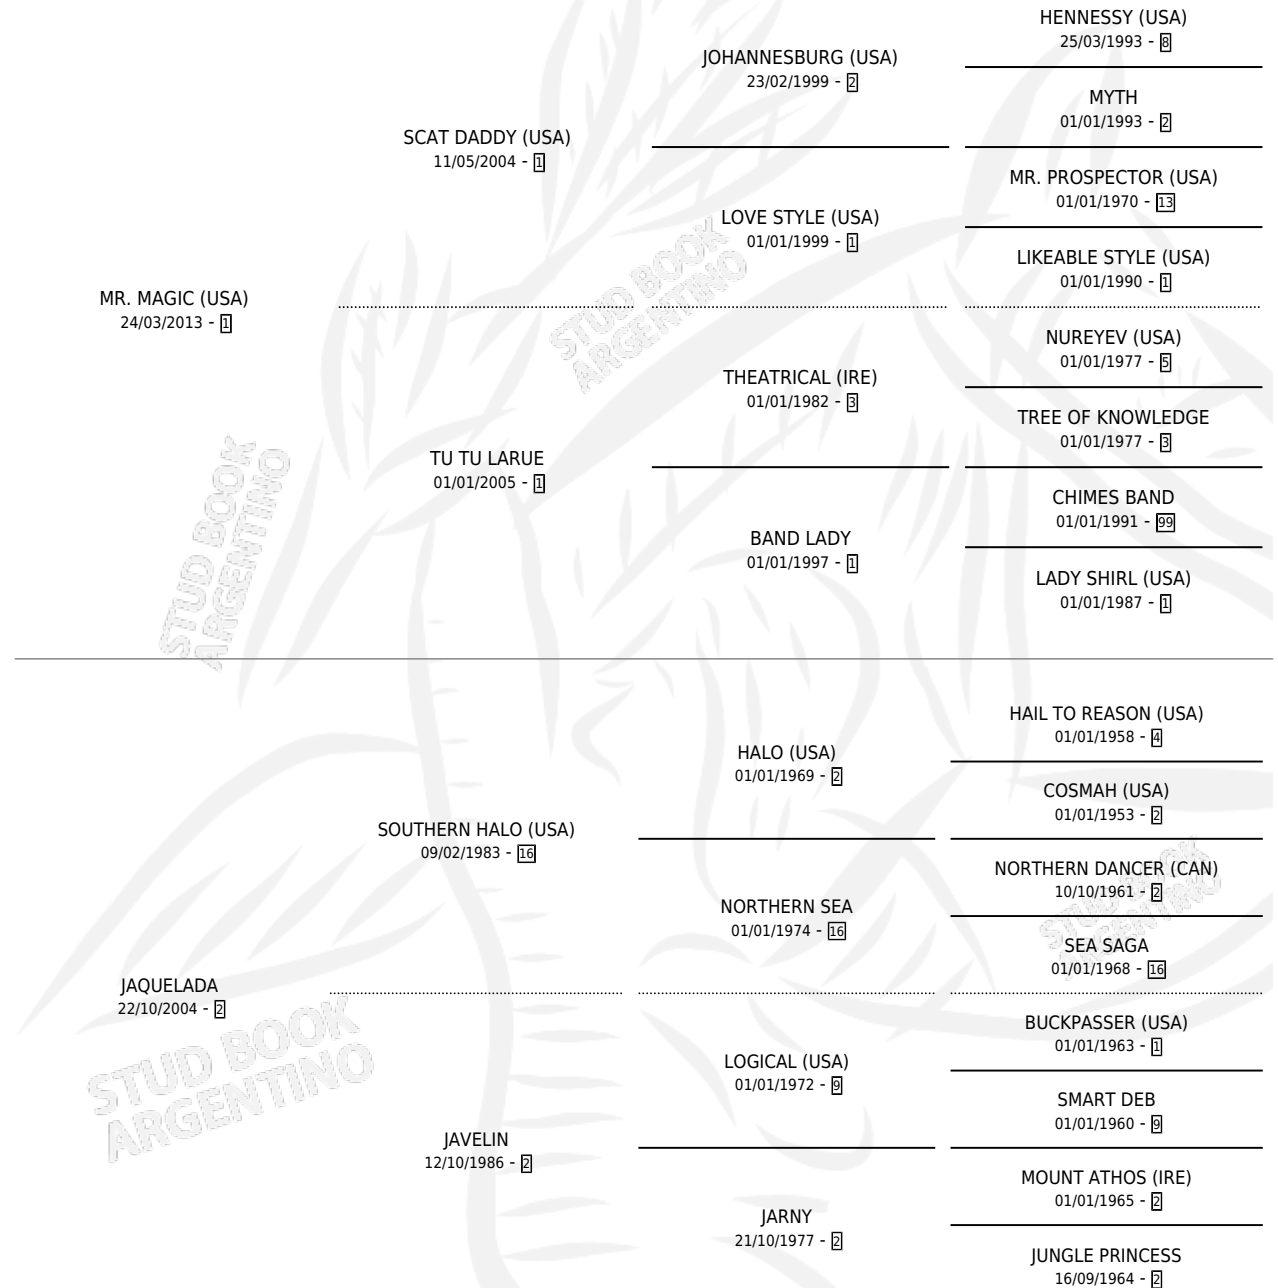 HENNESSY (USA)
25/03/1993 - 8
JOHANNESBURG (USA)
23/02/1999 - 2
MYTH
01/01/1993 - 2
SCAT DADDY (USA)
11/05/2004 - 1
MR. PROSPECTOR (USA)
01/01/1970 - 13
LOVE STYLE (USA)
01/01/1999 - 1
LIKEABLE STYLE (USA)
01/01/1990 - 1
MR. MAGIC (USA)
24/03/2013 - 1
STUD BOOK
ARGENTINO
NUREYEV (USA)
01/01/1977 - 5
THEATRICAL (IRE)
01/01/1982 - 3
TREE OF KNOWLEDGE
01/01/1977 - 3
TU TU LARUE
01/01/2005 - 1
CHIMES BAND
01/01/1991 - 99
BAND LADY
01/01/1997 - 1
LADY SHIRL (USA)
01/01/1987 - 1
STUD BOOK
ARGENTINO
HAIL TO REASON (USA)
01/01/1958 - 4
HALO (USA)
01/01/1969 - 2
COSMAH (USA)
01/01/1953 - 2
SOUTHERN HALO (USA)
09/02/1983 - 16
NORTHERN DANCER (CAN)
10/10/1961 - 2
NORTHERN SEA
01/01/1974 - 16
STUD BOOK
ARGENTINO
SEA SAGA
01/01/1968 - 16
JAQUELADA
22/10/2004 - 2
STUD BOOK
ARGENTINO
BUCKPASSER (USA)
01/01/1963 - 1
LOGICAL (USA)
01/01/1972 - 9
SMART DEB
01/01/1960 - 9
JAVELIN
12/10/1986 - 2
MOUNT ATHOS (IRE)
01/01/1965 - 2
JARNY
21/10/1977 - 2
JUNGLE PRINCESS
16/09/1964 - 2